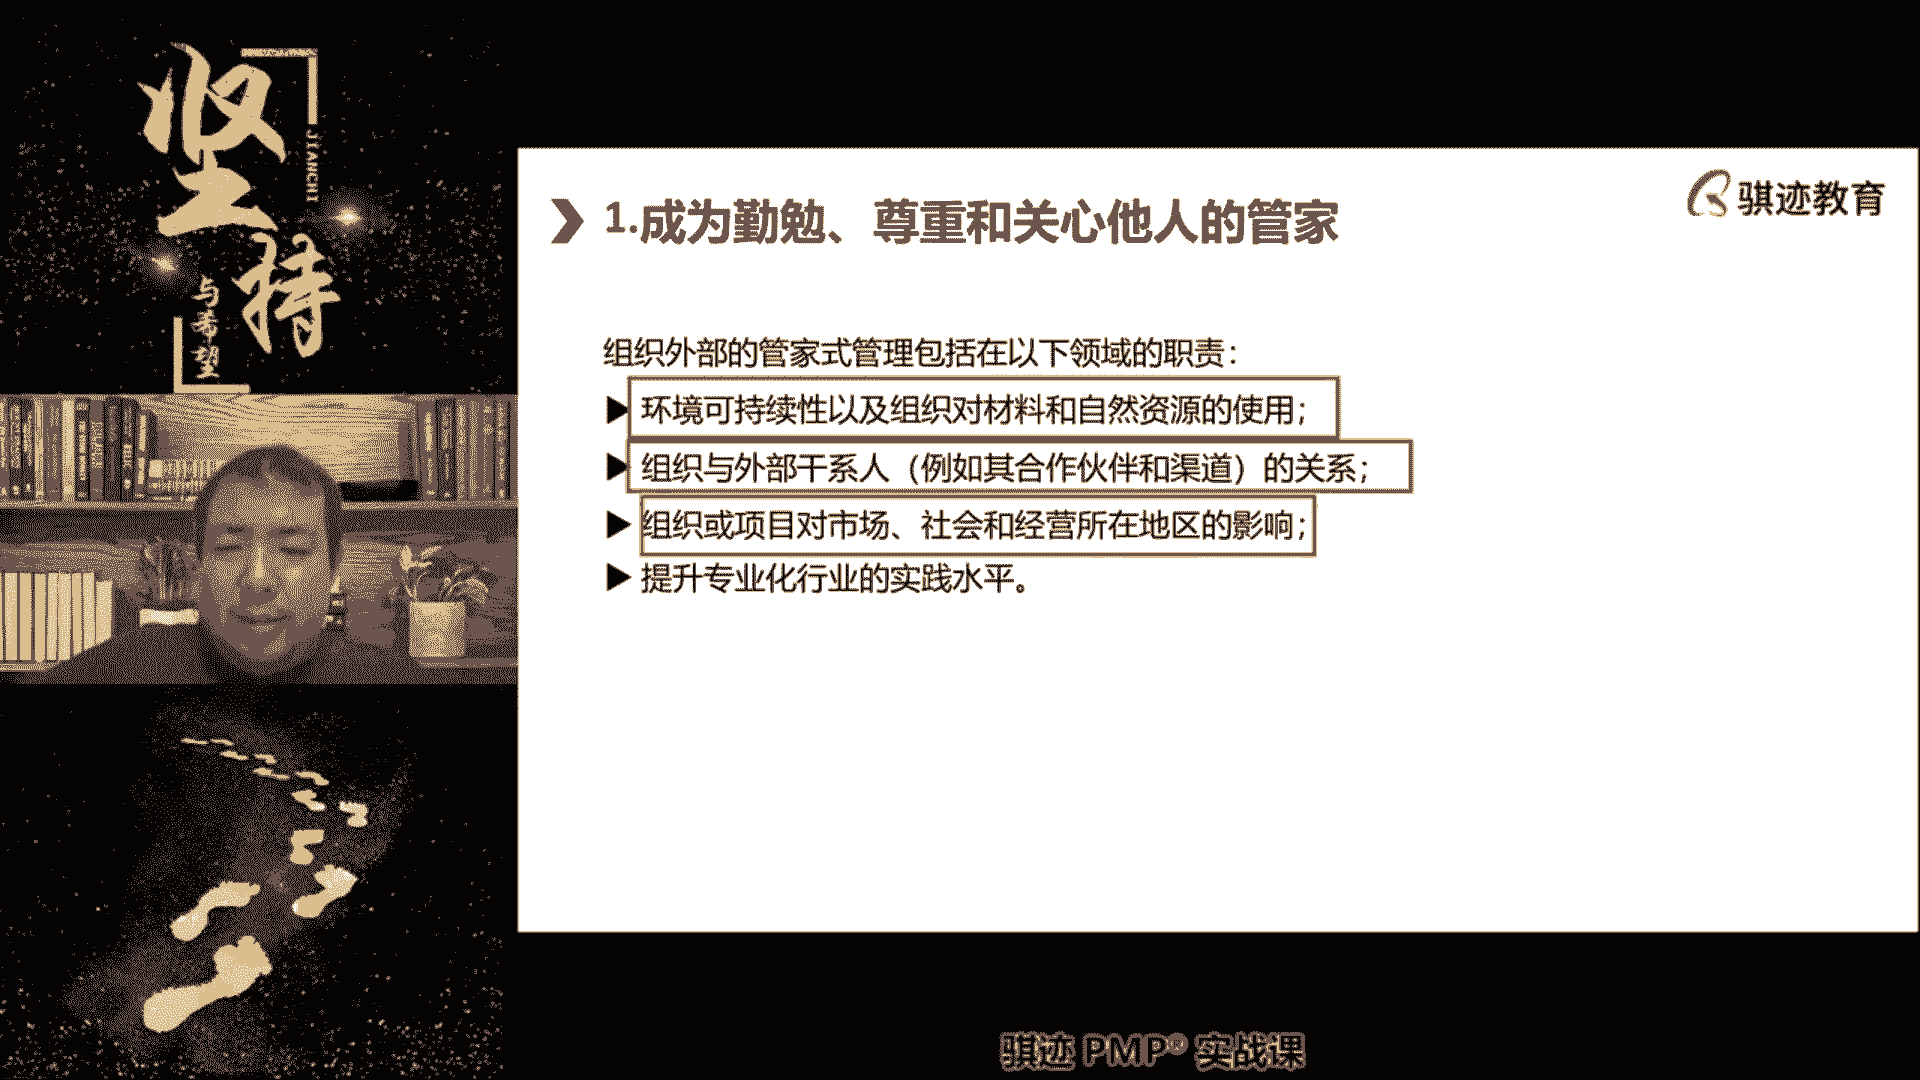 坚持
JIANCHI
与希望
骐迹教育
1.成为勤勉、尊重和关心他人的管家
组织外部的管家式管理包括在以下领域的职责：
▶环境可持续性以及组织对材料和自然资源的使用；
▶组织与外部干系人（例如其合作伙伴和渠道）的关系；
▶组织或项目对市场、社会和经营所在地区的影响；
▶提升专业化行业的实践水平。
骐迹 PMP® 实战课